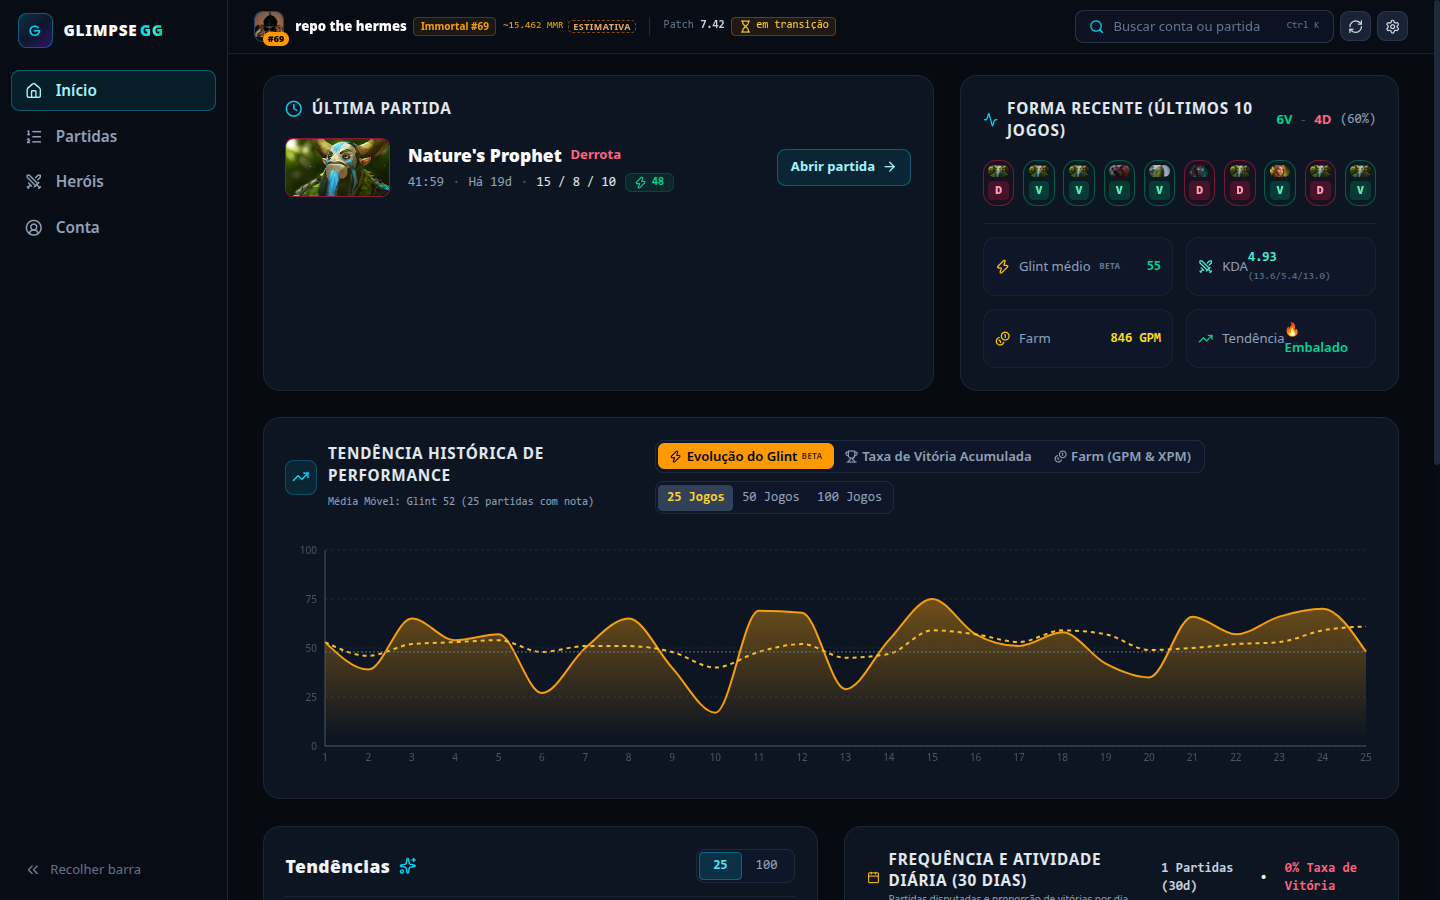 G GLIMPSE GG
Início
Partidas
Heróis
Conta
Recolher barra
#69
repo the hermes Immortal #69 ~15.462 MMR ESTIMATIVA Patch 7.42 em transição
Buscar conta ou partida Ctrl K
ÚLTIMA PARTIDA
Nature's Prophet Derrota
41:59 · Há 19d · 15 / 8 / 10 48
Abrir partida →
FORMA RECENTE (ÚLTIMOS 10
JOGOS)
6V - 4D (60%)
D V V V V D D V D V
Glint médio BETA 55
KDA 4.93
(13.6/5.4/13.0)
Farm 846 GPM
Tendência 🔥
Embalado
TENDÊNCIA HISTÓRICA DE
PERFORMANCE
Média Móvel: Glint 52 (25 partidas com nota)
Evolução do Glint BETA Taxa de Vitória Acumulada Farm (GPM & XPM)
25 Jogos 50 Jogos 100 Jogos
100
75
50
25
0
1 2 3 4 5 6 7 8 9 10 11 12 13 14 15 16 17 18 19 20 21 22 23 24 25
Tendências
25 100
FREQUÊNCIA E ATIVIDADE
DIÁRIA (30 DIAS)
Partidas disputadas e proporção de vitórias por dia
1 Partidas
(30d)
•
0% Taxa de
Vitória